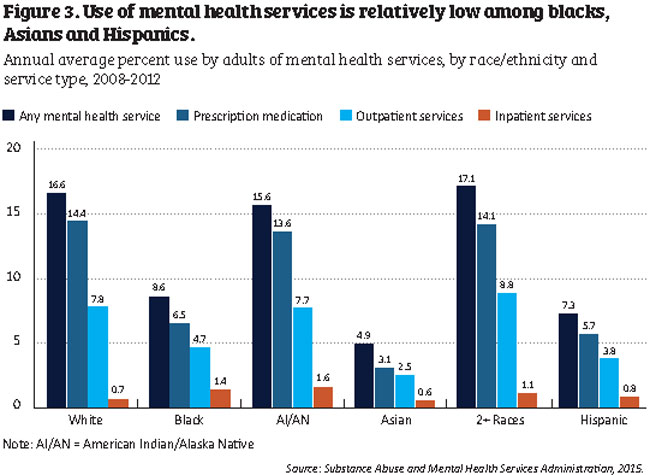 Figure 3. Use of mental health services is relatively low among blacks,
Asians and Hispanics.
Annual average percent use by adults of mental health services, by race/ethnicity and
service type, 2008-2012
Any mental health service Prescription medication Outpatient services Inpatient services
20
15
10
5
0
16.6 14.4 7.8 0.7
8.6 6.5 4.7 1.4
15.6 13.6 7.7 1.6
4.9 3.1 2.5 0.6
17.1 14.1 8.8 1.1
7.3 5.7 3.8 0.8
White Black AI/AN Asian 2+ Races Hispanic
Note: AI/AN = American Indian/Alaska Native
Source: Substance Abuse and Mental Health Services Administration, 2015.